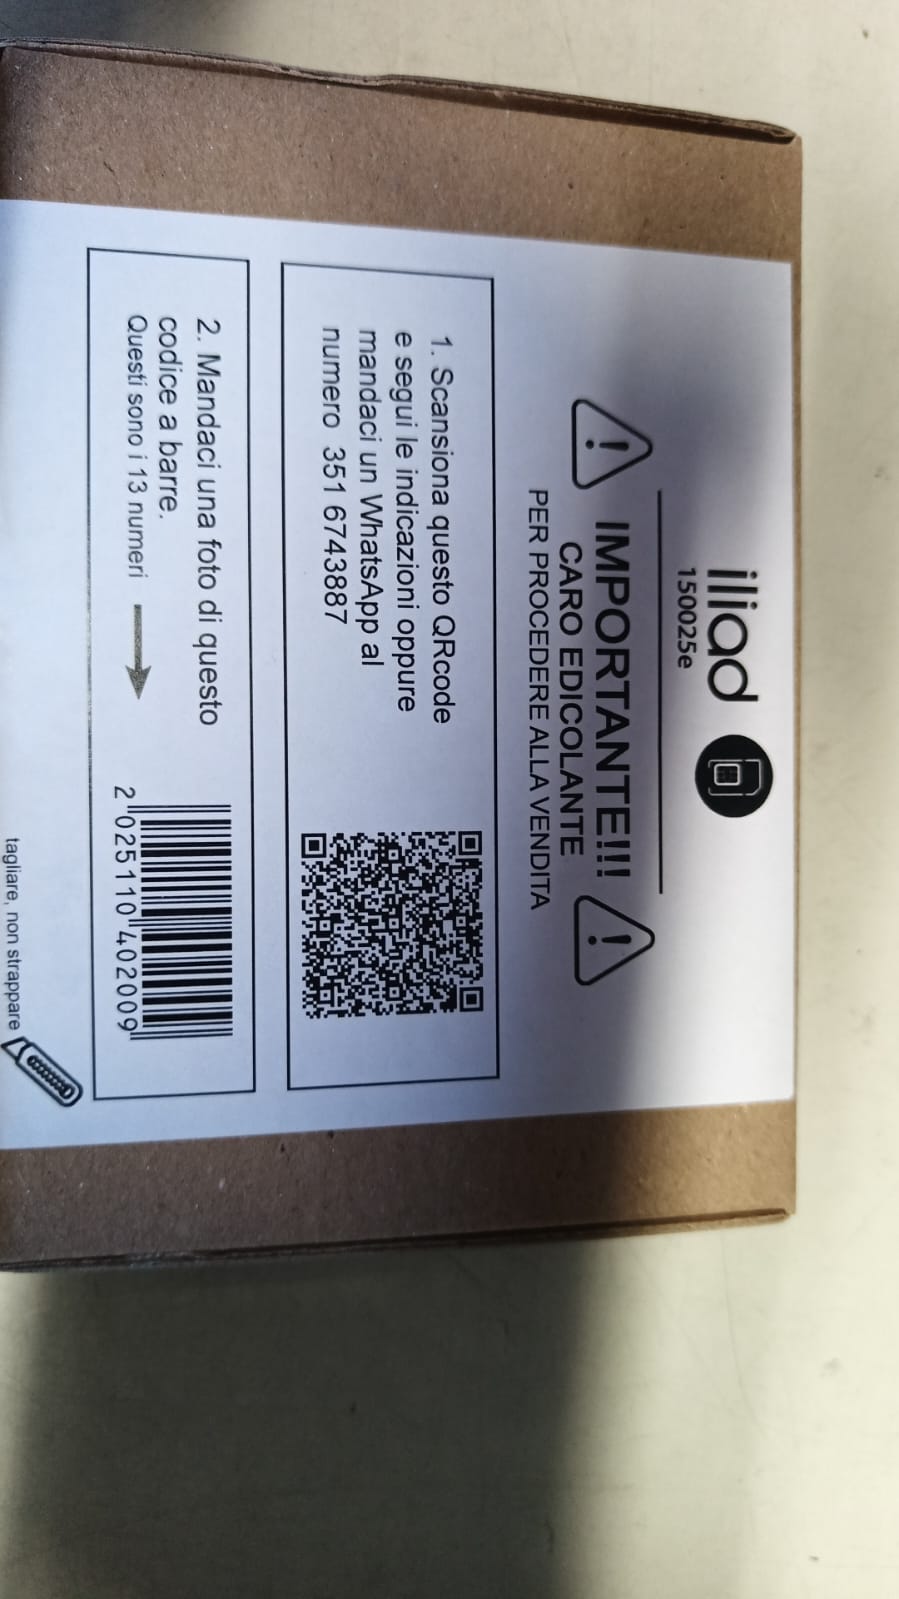 iliad
150025e
IMPORTANTE!!!
CARO EDICOLANTE
PER PROCEDERE ALLA VENDITA
1. Scansiona questo QRcode
e segui le indicazioni oppure
mandaci un WhatsApp al
numero 351 6743887
2. Mandaci una foto di questo
codice a barre.
Questi sono i 13 numeri
2 025110 402009
tagliare, non strappare